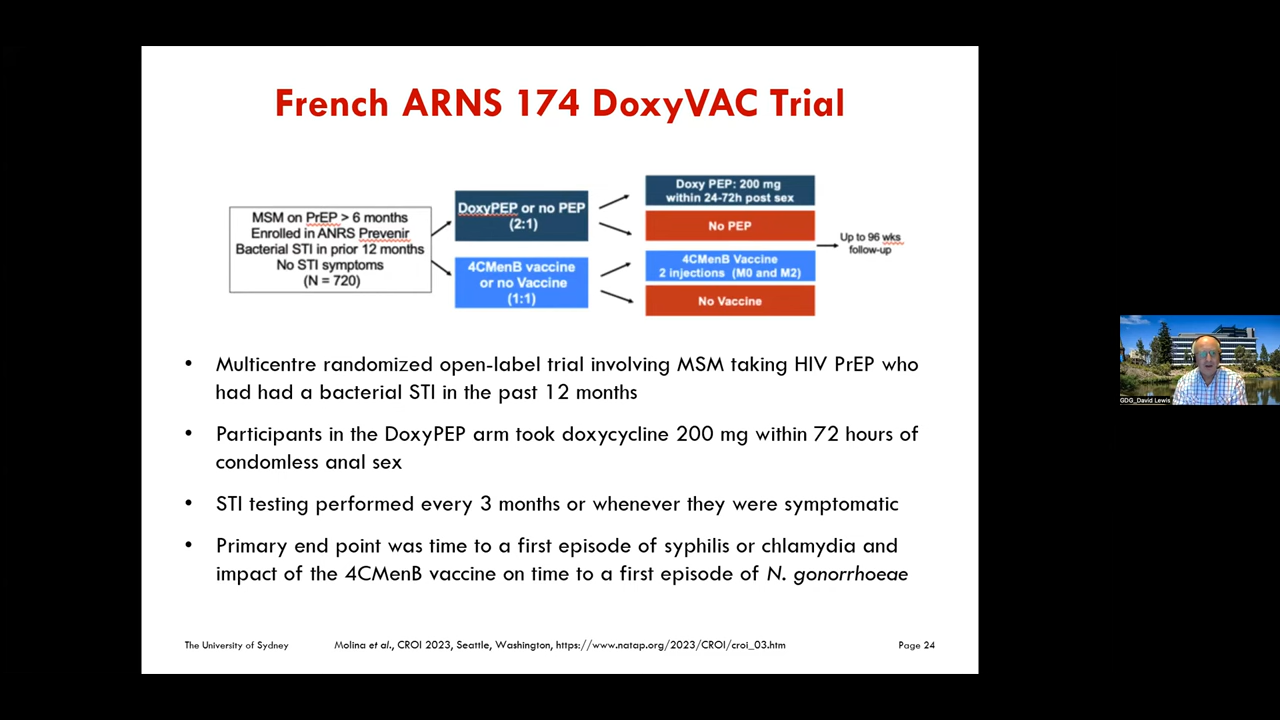 French ARNS 174 DoxyVAC Trial
MSM on PrEP > 6 months
Enrolled in ANRS Prevenir
Bacterial STI in prior 12 months
No STI symptoms
(N = 720)
DoxyPEP or no PEP
(2:1)
4CMenB vaccine
or no Vaccine
(1:1)
Doxy PEP: 200 mg
within 24-72h post sex
No PEP
4CMenB Vaccine
2 injections (M0 and M2)
No Vaccine
Up to 96 wks
follow-up
• Multicentre randomized open-label trial involving MSM taking HIV PrEP who
had had a bacterial STI in the past 12 months
• Participants in the DoxyPEP arm took doxycycline 200 mg within 72 hours of
condomless anal sex
• STI testing performed every 3 months or whenever they were symptomatic
• Primary end point was time to a first episode of syphilis or chlamydia and
impact of the 4CMenB vaccine on time to a first episode of N. gonorrhoeae
The University of Sydney
Molina et al., CROI 2023, Seattle, Washington, https://www.natap.org/2023/CROI/croi_03.htm
Page 24
GDG_David Lewis